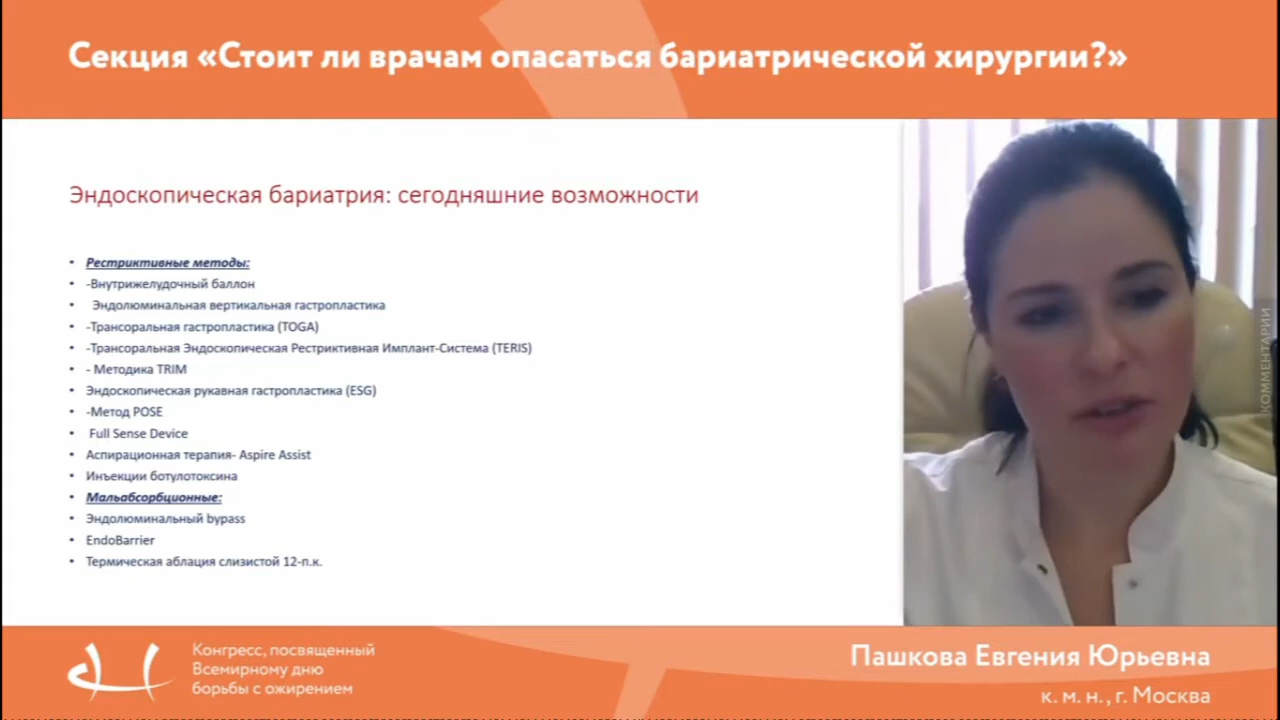 Секция «Стоит ли врачам опасаться бариатрической хирургии?»
Эндоскопическая бариатрия: сегодняшние возможности
• Рестриктивные методы:
• -Внутрижелудочный баллон
• Эндолюминальная вертикальная гастропластика
• -Трансоральная гастропластика (TOGA)
• -Трансоральная Эндоскопическая Рестриктивная Имплант-Система (TERIS)
• - Методика TRIM
• Эндоскопическая рукавная гастропластика (ESG)
• -Метод POSE
• Full Sense Device
• Аспирационная терапия- Aspire Assist
• Инъекции ботулотоксина
• Мальабсорбционные:
• Эндолюминальный bypass
• EndoBarrier
• Термическая аблация слизистой 12-п.к.
КОММЕНТАРИИ
Конгресс, посвященный
Всемирному дню
борьбы с ожирением
Пашкова Евгения Юрьевна
к. м. н., г. Москва